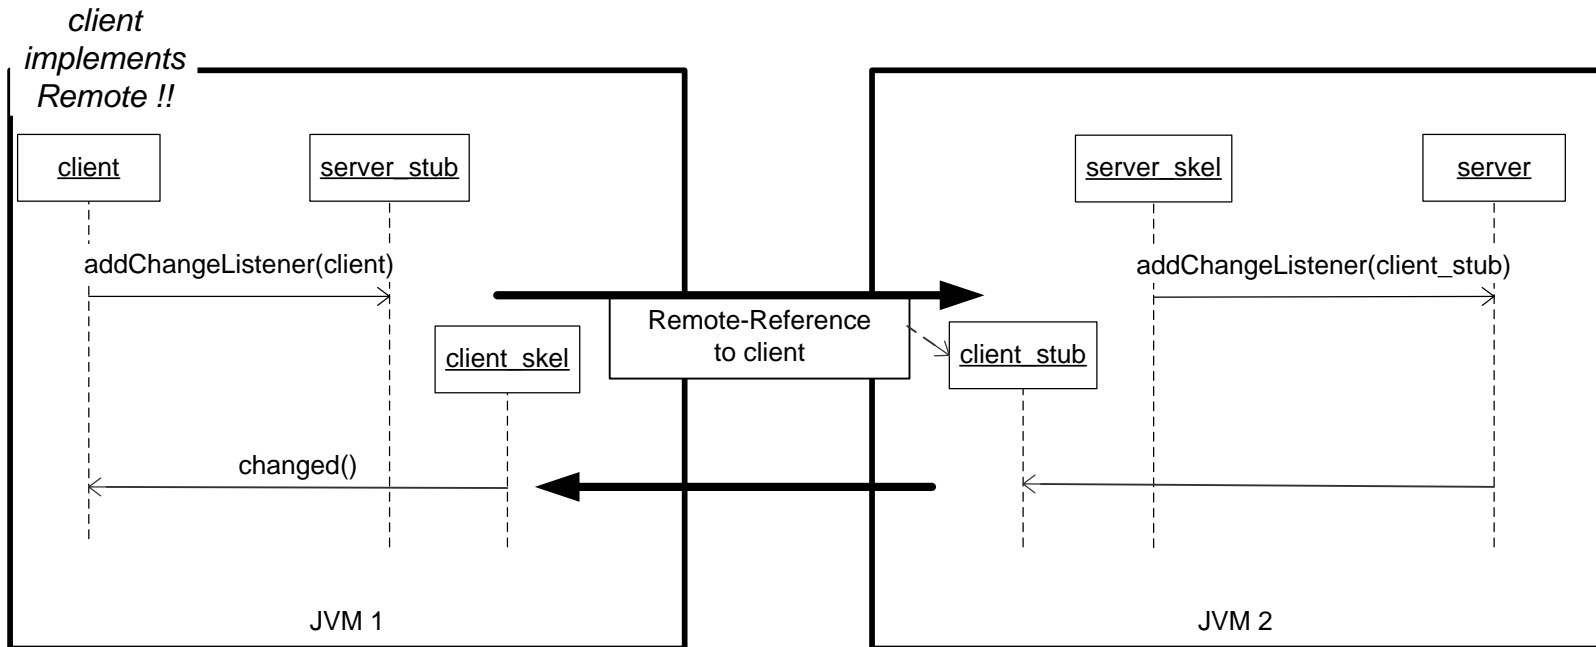 client
implements
Remote !!
client
server_stub
server_skel
server
addChangeListener(client)
addChangeListener(client_stub)
Remote-Reference
to client
client_skel
client_stub
changed()
JVM 1
JVM 2